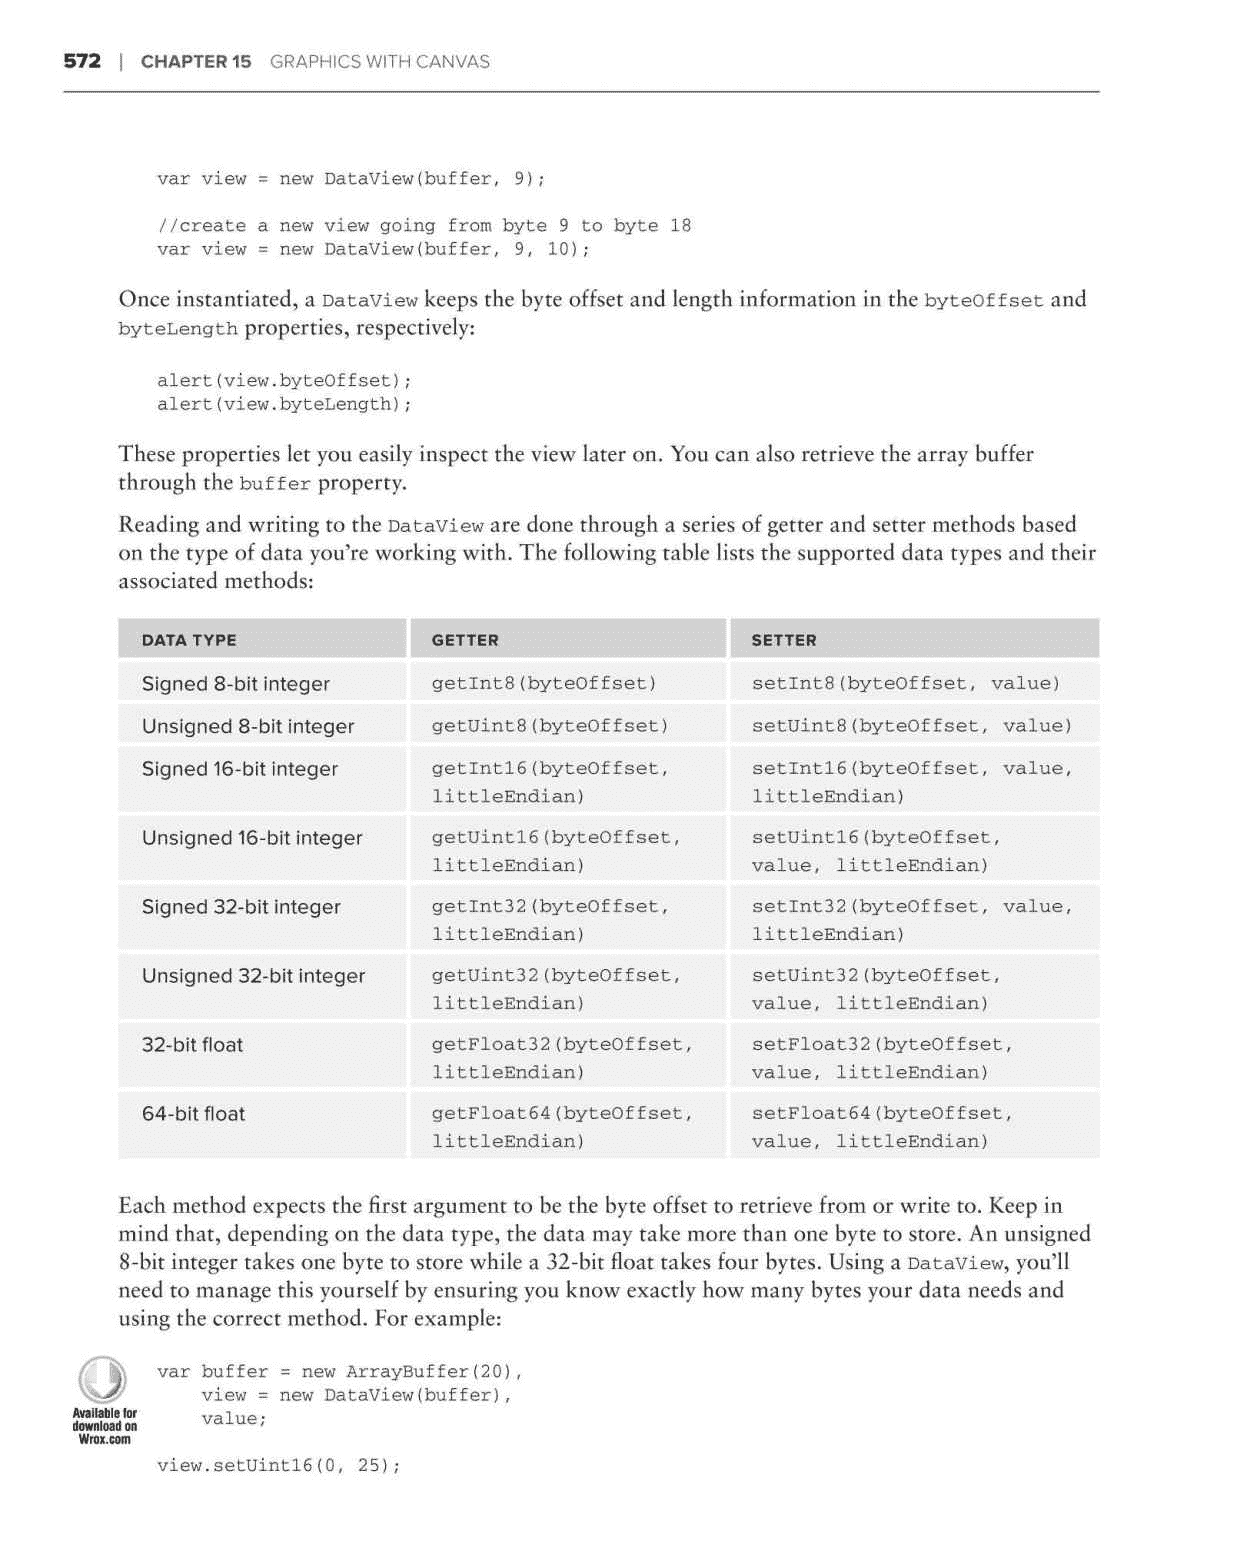 572 | CHAPTER 15 GRAPHICS WITH CANVAS
var view = new DataView(buffer, 9);
//create a new view going from byte 9 to byte 18
var view = new DataView(buffer, 9, 10);
Once instantiated, a DataView keeps the byte offset and length information in the byteOffset and
byteLength properties, respectively:
alert(view.byteOffset);
alert(view.byteLength);
These properties let you easily inspect the view later on. You can also retrieve the array buffer
through the buffer property.
Reading and writing to the DataView are done through a series of getter and setter methods based
on the type of data you're working with. The following table lists the supported data types and their
associated methods:
DATA TYPE GETTER SETTER
Signed 8-bit integer getInt8(byteOffset) setInt8(byteOffset, value)
Unsigned 8-bit integer getUint8(byteOffset) setUint8(byteOffset, value)
Signed 16-bit integer getInt16(byteOffset, setInt16(byteOffset, value,
littleEndian) littleEndian)
Unsigned 16-bit integer getUint16(byteOffset, setUint16(byteOffset,
littleEndian) value, littleEndian)
Signed 32-bit integer getInt32(byteOffset, setInt32(byteOffset, value,
littleEndian) littleEndian)
Unsigned 32-bit integer getUint32(byteOffset, setUint32(byteOffset,
littleEndian) value, littleEndian)
32-bit float getFloat32(byteOffset, setFloat32(byteOffset,
littleEndian) value, littleEndian)
64-bit float getFloat64(byteOffset, setFloat64(byteOffset,
littleEndian) value, littleEndian)
Each method expects the first argument to be the byte offset to retrieve from or write to. Keep in
mind that, depending on the data type, the data may take more than one byte to store. An unsigned
8-bit integer takes one byte to store while a 32-bit float takes four bytes. Using a DataView, you'll
need to manage this yourself by ensuring you know exactly how many bytes your data needs and
using the correct method. For example:
var buffer = new ArrayBuffer(20),
view = new DataView(buffer),
value;
Available for
download on
Wrox.com
view.setUint16(0, 25);